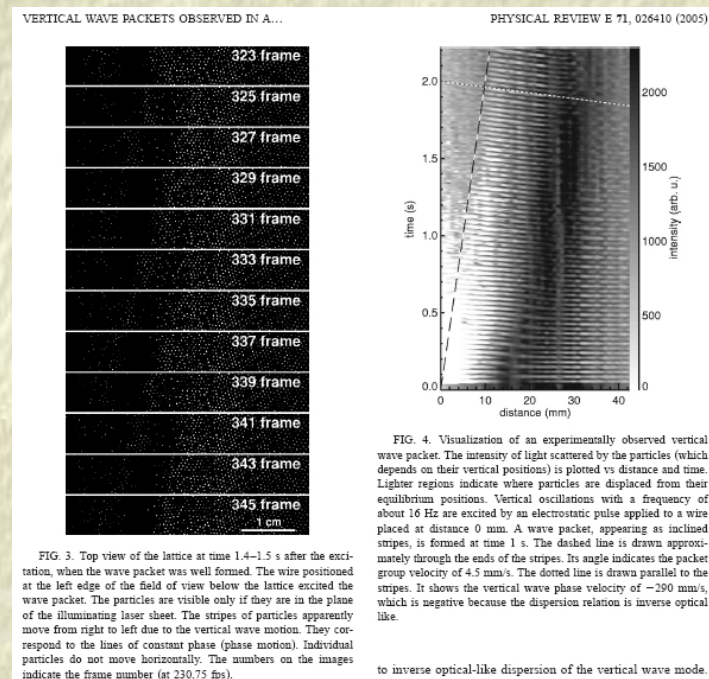 VERTICAL WAVE PACKETS OBSERVED IN A…
PHYSICAL REVIEW E 71, 026410 (2005)
323 frame
325 frame
327 frame
329 frame
331 frame
333 frame
335 frame
337 frame
339 frame
341 frame
343 frame
345 frame
1 cm
FIG. 3. Top view of the lattice at time 1.4–1.5 s after the exci-
tation, when the wave packet was well formed. The wire positioned
at the left edge of the field of view below the lattice excited the
wave packet. The particles are visible only if they are in the plane
of the illuminating laser sheet. The stripes of particles apparently
move from right to left due to the vertical wave motion. They cor-
respond to the lines of constant phase (phase motion). Individual
particles do not move horizontally. The numbers on the images
indicate the frame number (at 230.75 fps).
time (s)
2.0
1.5
1.0
0.5
0.0
0
10
20
30
40
distance (mm)
2000
1500
1000
500
0
intensity (arb. u.)
FIG. 4. Visualization of an experimentally observed vertical
wave packet. The intensity of light scattered by the particles (which
depends on their vertical positions) is plotted vs distance and time.
Lighter regions indicate where particles are displaced from their
equilibrium positions. Vertical oscillations with a frequency of
about 16 Hz are excited by an electrostatic pulse applied to a wire
placed at distance 0 mm. A wave packet, appearing as inclined
stripes, is formed at time 1 s. The dashed line is drawn approxi-
mately through the ends of the stripes. Its angle indicates the packet
group velocity of 4.5 mm/s. The dotted line is drawn parallel to the
stripes. It shows the vertical wave phase velocity of −290 mm/s,
which is negative because the dispersion relation is inverse optical
like.
to inverse optical-like dispersion of the vertical wave mode.